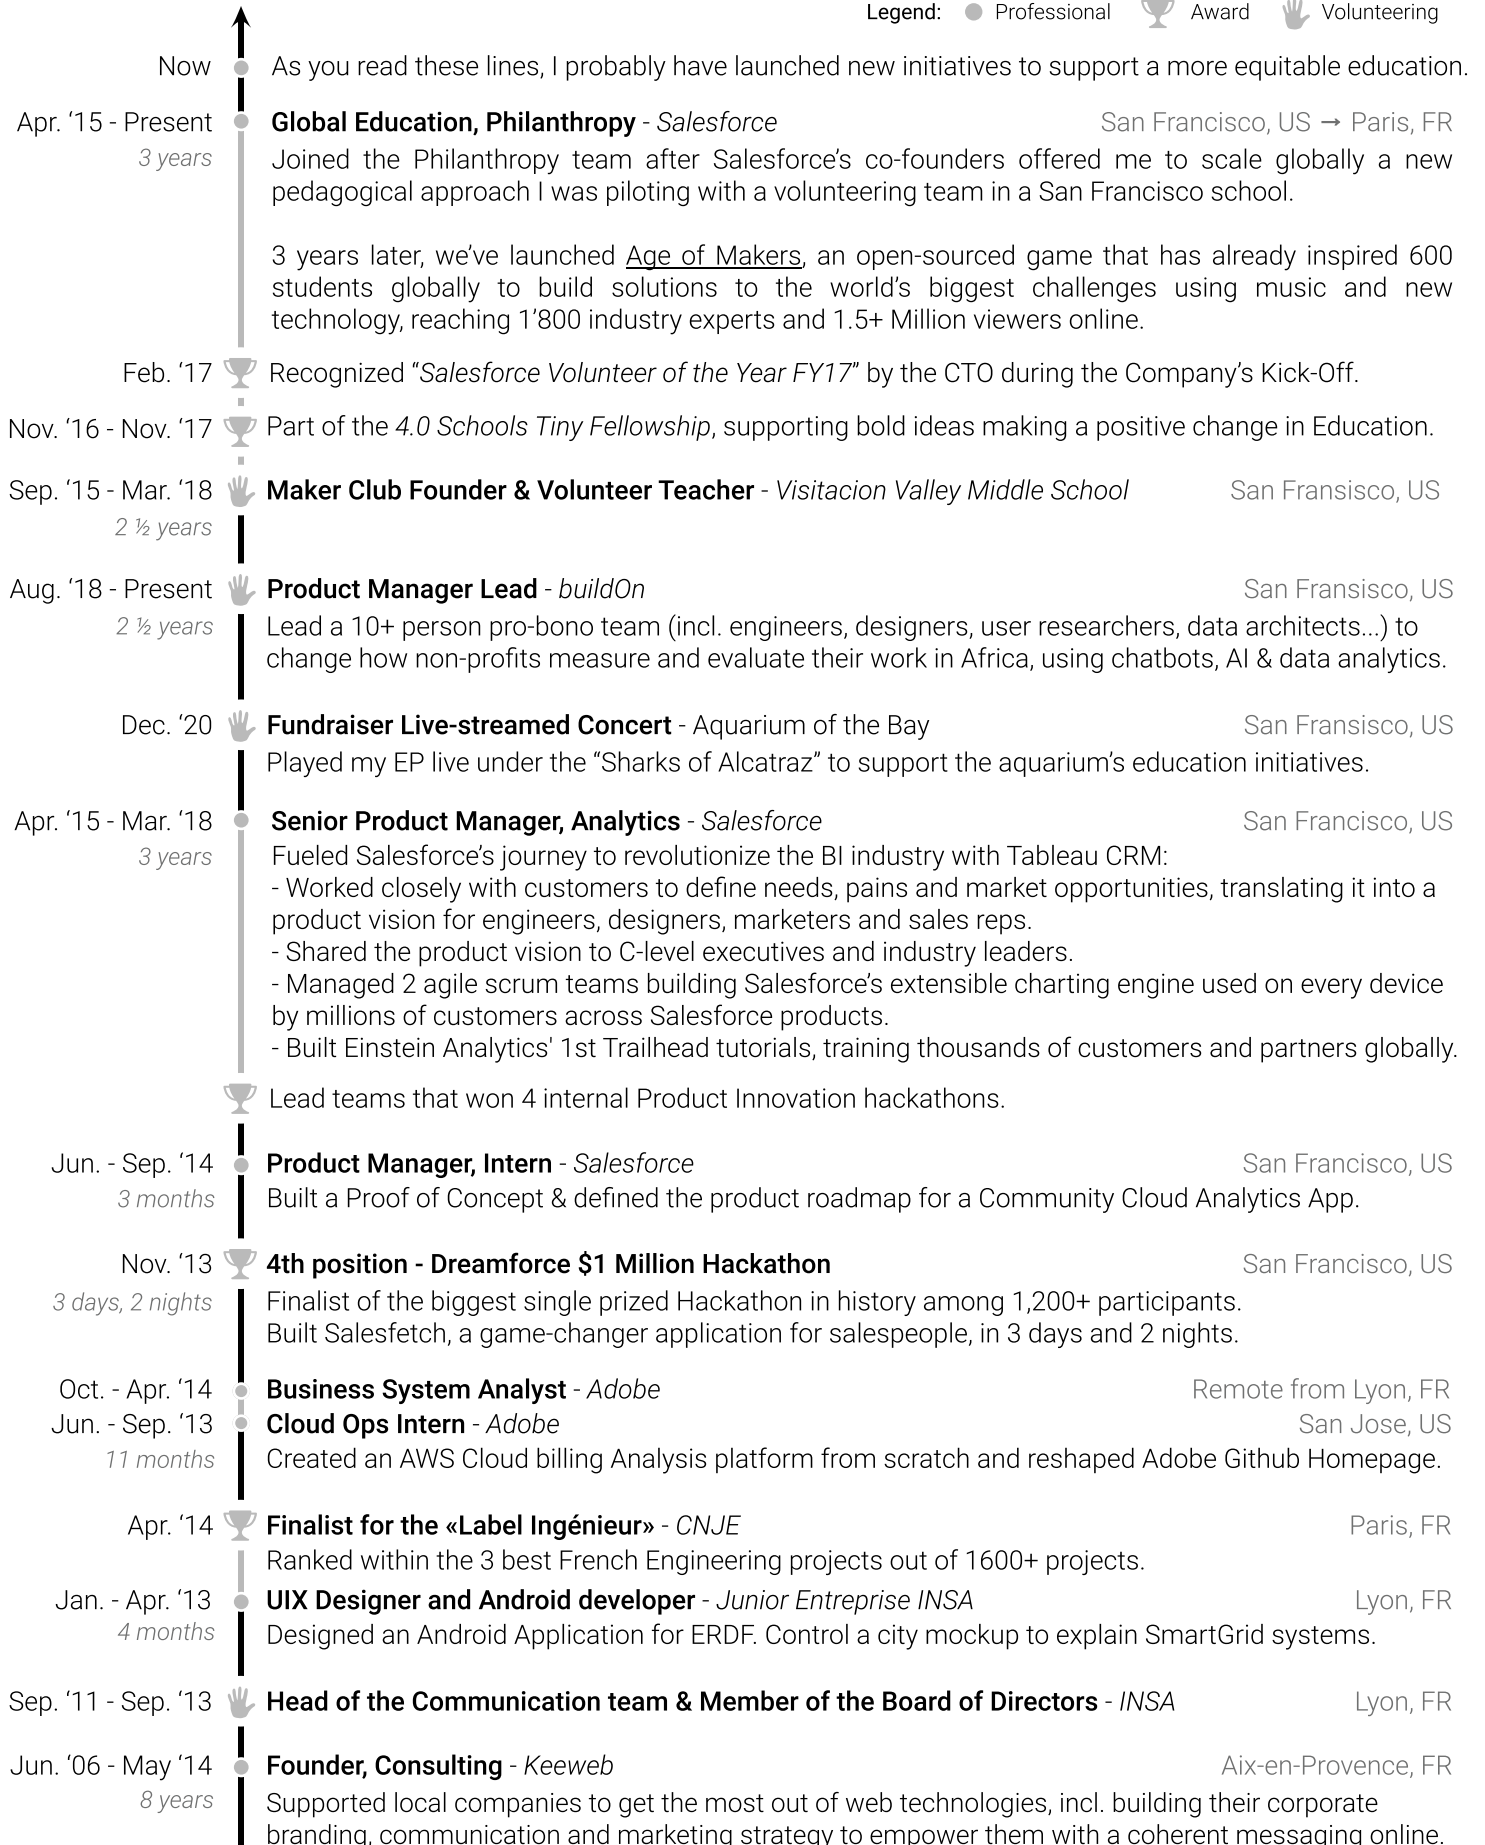 Legend: Professional Award Volunteering
Now As you read these lines, I probably have launched new initiatives to support a more equitable education.
Apr. ‘15 - Present Global Education, Philanthropy - Salesforce San Francisco, US → Paris, FR
3 years Joined the Philanthropy team after Salesforce’s co-founders offered me to scale globally a new
pedagogical approach I was piloting with a volunteering team in a San Francisco school.
3 years later, we’ve launched Age of Makers, an open-sourced game that has already inspired 600
students globally to build solutions to the world’s biggest challenges using music and new
technology, reaching 1’800 industry experts and 1.5+ Million viewers online.
Feb. ‘17 Recognized “Salesforce Volunteer of the Year FY17” by the CTO during the Company’s Kick-Off.
Nov. ‘16 - Nov. ‘17 Part of the 4.0 Schools Tiny Fellowship, supporting bold ideas making a positive change in Education.
Sep. ‘15 - Mar. ‘18 Maker Club Founder & Volunteer Teacher - Visitacion Valley Middle School San Fransisco, US
2 ½ years
Aug. ‘18 - Present Product Manager Lead - buildOn San Fransisco, US
2 ½ years Lead a 10+ person pro-bono team (incl. engineers, designers, user researchers, data architects...) to
change how non-profits measure and evaluate their work in Africa, using chatbots, AI & data analytics.
Dec. ‘20 Fundraiser Live-streamed Concert - Aquarium of the Bay San Fransisco, US
Played my EP live under the “Sharks of Alcatraz” to support the aquarium’s education initiatives.
Apr. ‘15 - Mar. ‘18 Senior Product Manager, Analytics - Salesforce San Francisco, US
3 years Fueled Salesforce’s journey to revolutionize the BI industry with Tableau CRM:
- Worked closely with customers to define needs, pains and market opportunities, translating it into a
product vision for engineers, designers, marketers and sales reps.
- Shared the product vision to C-level executives and industry leaders.
- Managed 2 agile scrum teams building Salesforce’s extensible charting engine used on every device
by millions of customers across Salesforce products.
- Built Einstein Analytics' 1st Trailhead tutorials, training thousands of customers and partners globally.
Lead teams that won 4 internal Product Innovation hackathons.
Jun. - Sep. ‘14 Product Manager, Intern - Salesforce San Francisco, US
3 months Built a Proof of Concept & defined the product roadmap for a Community Cloud Analytics App.
Nov. ‘13 4th position - Dreamforce $1 Million Hackathon San Francisco, US
3 days, 2 nights Finalist of the biggest single prized Hackathon in history among 1,200+ participants.
Built Salesfetch, a game-changer application for salespeople, in 3 days and 2 nights.
Oct. - Apr. ‘14 Business System Analyst - Adobe Remote from Lyon, FR
Jun. - Sep. ‘13 Cloud Ops Intern - Adobe San Jose, US
11 months Created an AWS Cloud billing Analysis platform from scratch and reshaped Adobe Github Homepage.
Apr. ‘14 Finalist for the «Label Ingénieur» - CNJE Paris, FR
Ranked within the 3 best French Engineering projects out of 1600+ projects.
Jan. - Apr. ‘13 UIX Designer and Android developer - Junior Entreprise INSA Lyon, FR
4 months Designed an Android Application for ERDF. Control a city mockup to explain SmartGrid systems.
Sep. ‘11 - Sep. ‘13 Head of the Communication team & Member of the Board of Directors - INSA Lyon, FR
Jun. ‘06 - May ‘14 Founder, Consulting - Keeweb Aix-en-Provence, FR
8 years Supported local companies to get the most out of web technologies, incl. building their corporate
branding, communication and marketing strategy to empower them with a coherent messaging online.